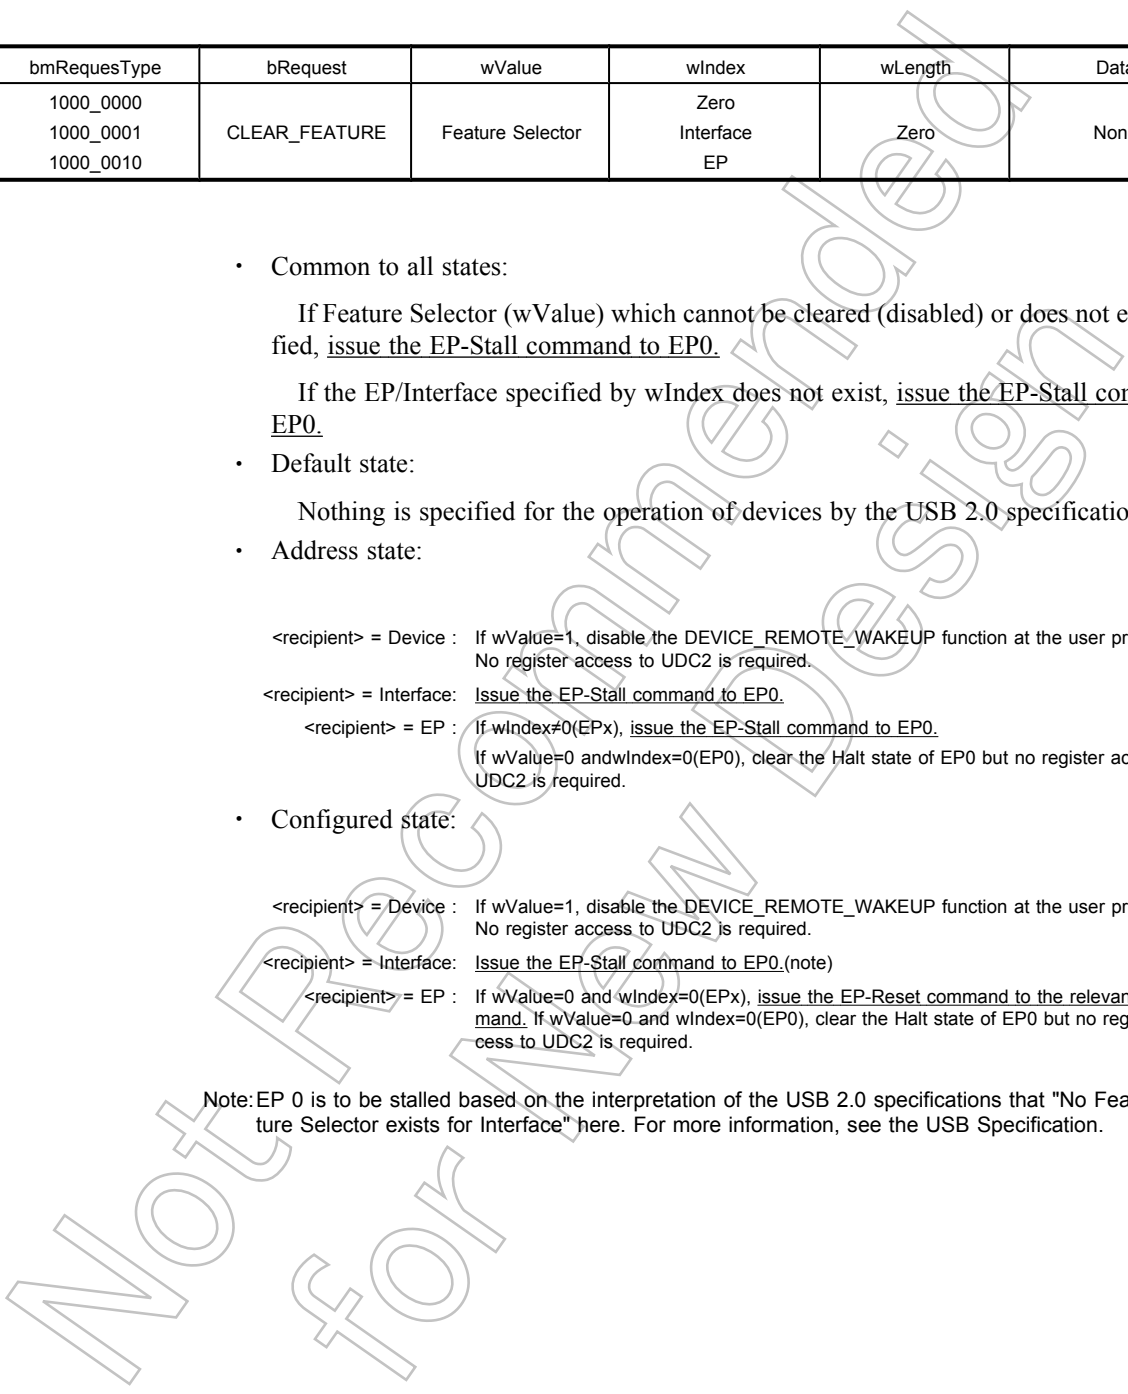 bmRequesType bRequest wValue wIndex wLength Data
1000_0000 Zero
1000_0001 CLEAR_FEATURE Feature Selector Interface Zero Non
1000_0010 EP
・ Common to all states:
If Feature Selector (wValue) which cannot be cleared (disabled) or does not e
fied, issue the EP-Stall command to EP0.
If the EP/Interface specified by wIndex does not exist, issue the EP-Stall con
EP0.
・ Default state:
Nothing is specified for the operation of devices by the USB 2.0 specificatio
・ Address state:
<recipient> = Device : If wValue=1, disable the DEVICE_REMOTE_WAKEUP function at the user pr
No register access to UDC2 is required.
<recipient> = Interface: Issue the EP-Stall command to EP0.
<recipient> = EP : If wIndex≠0(EPx), issue the EP-Stall command to EP0.
If wValue=0 andwIndex=0(EP0), clear the Halt state of EP0 but no register ac
UDC2 is required.
・ Configured state:
<recipient> = Device : If wValue=1, disable the DEVICE_REMOTE_WAKEUP function at the user pr
No register access to UDC2 is required.
<recipient> = Interface: Issue the EP-Stall command to EP0.(note)
<recipient> = EP : If wValue=0 and wIndex=0(EPx), issue the EP-Reset command to the relevan
mand. If wValue=0 and wIndex=0(EP0), clear the Halt state of EP0 but no reg
cess to UDC2 is required.
Note:EP 0 is to be stalled based on the interpretation of the USB 2.0 specifications that "No Fea
ture Selector exists for Interface" here. For more information, see the USB Specification.
Not Recommended
for New Design